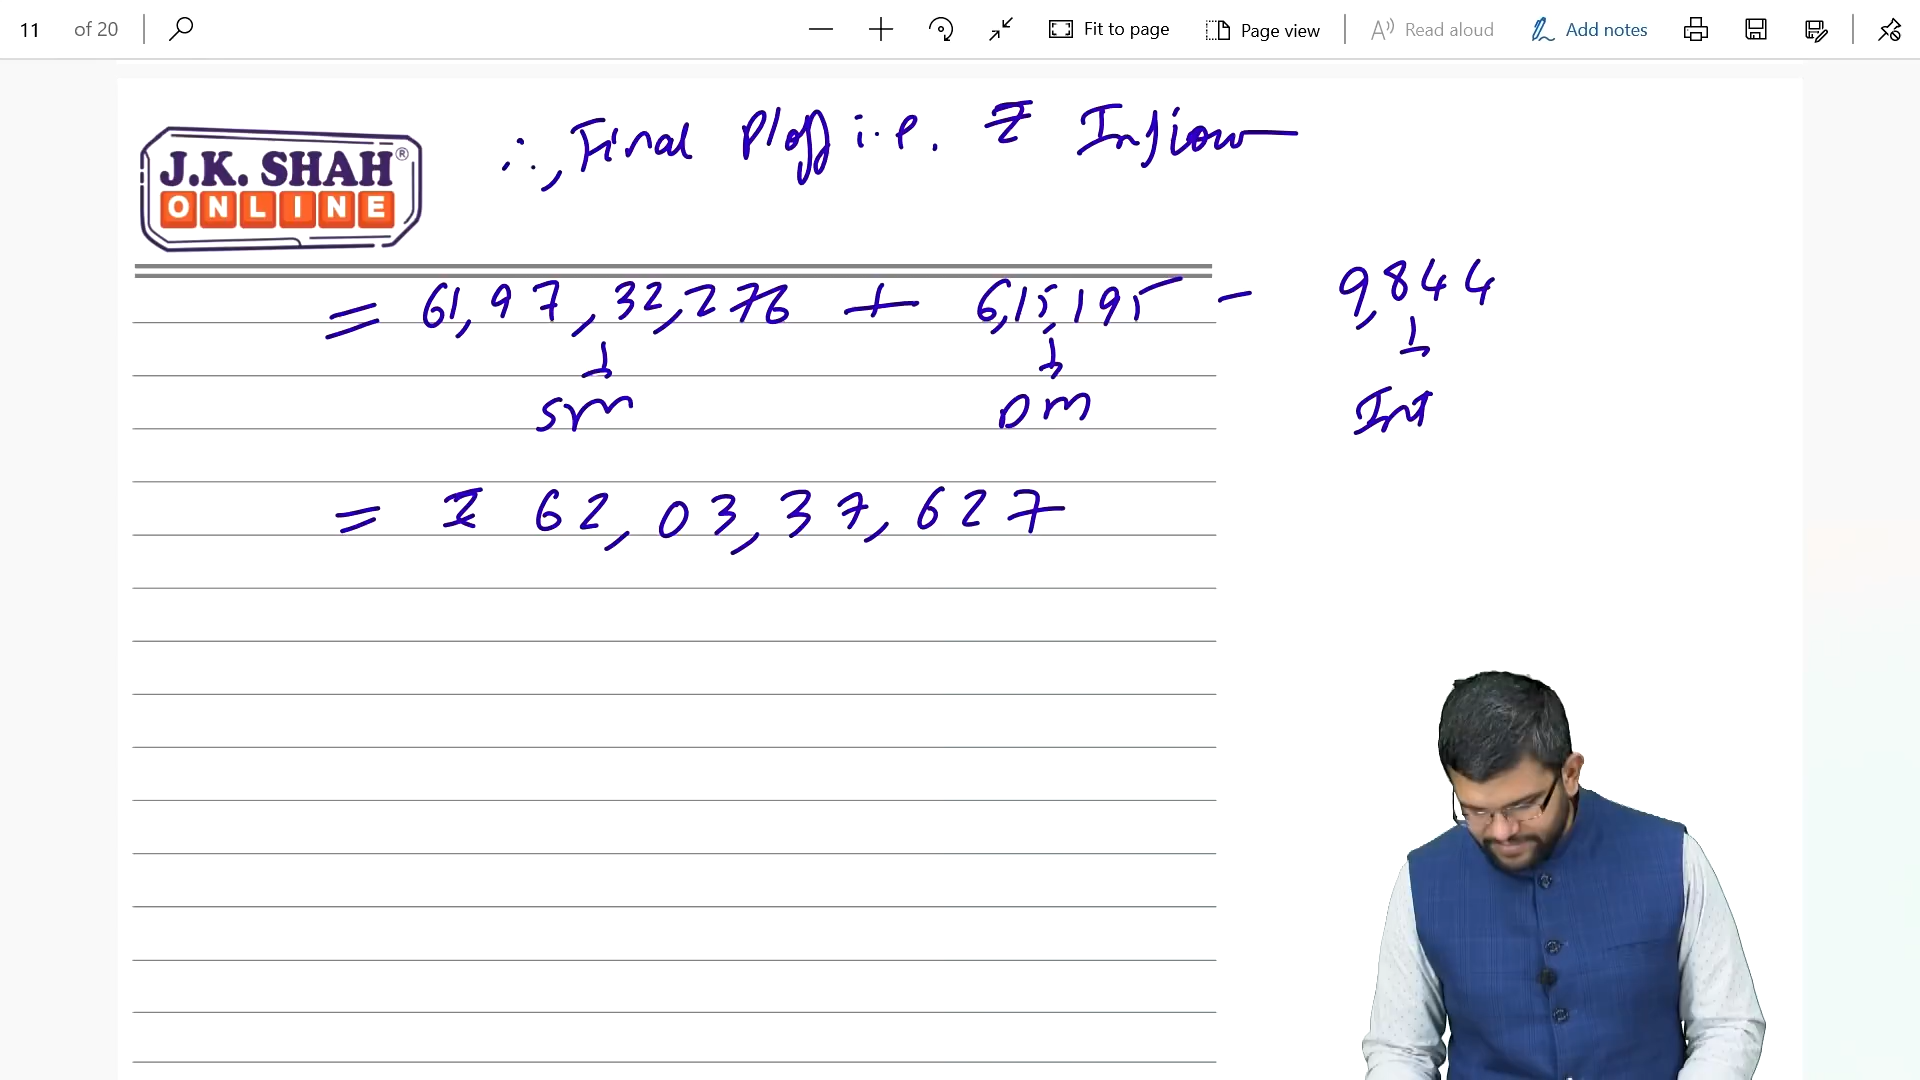 11 of 20 Fit to page Page view Read aloud Add notes
∴, Final P/off i.e. ₹ Inflow
J.K. SHAH®
ONLINE
= 61,97,32,276 + 6,15,195 - 9,844
↓ ↓ ↓
SM DM Int
= ₹ 62,03,37,627